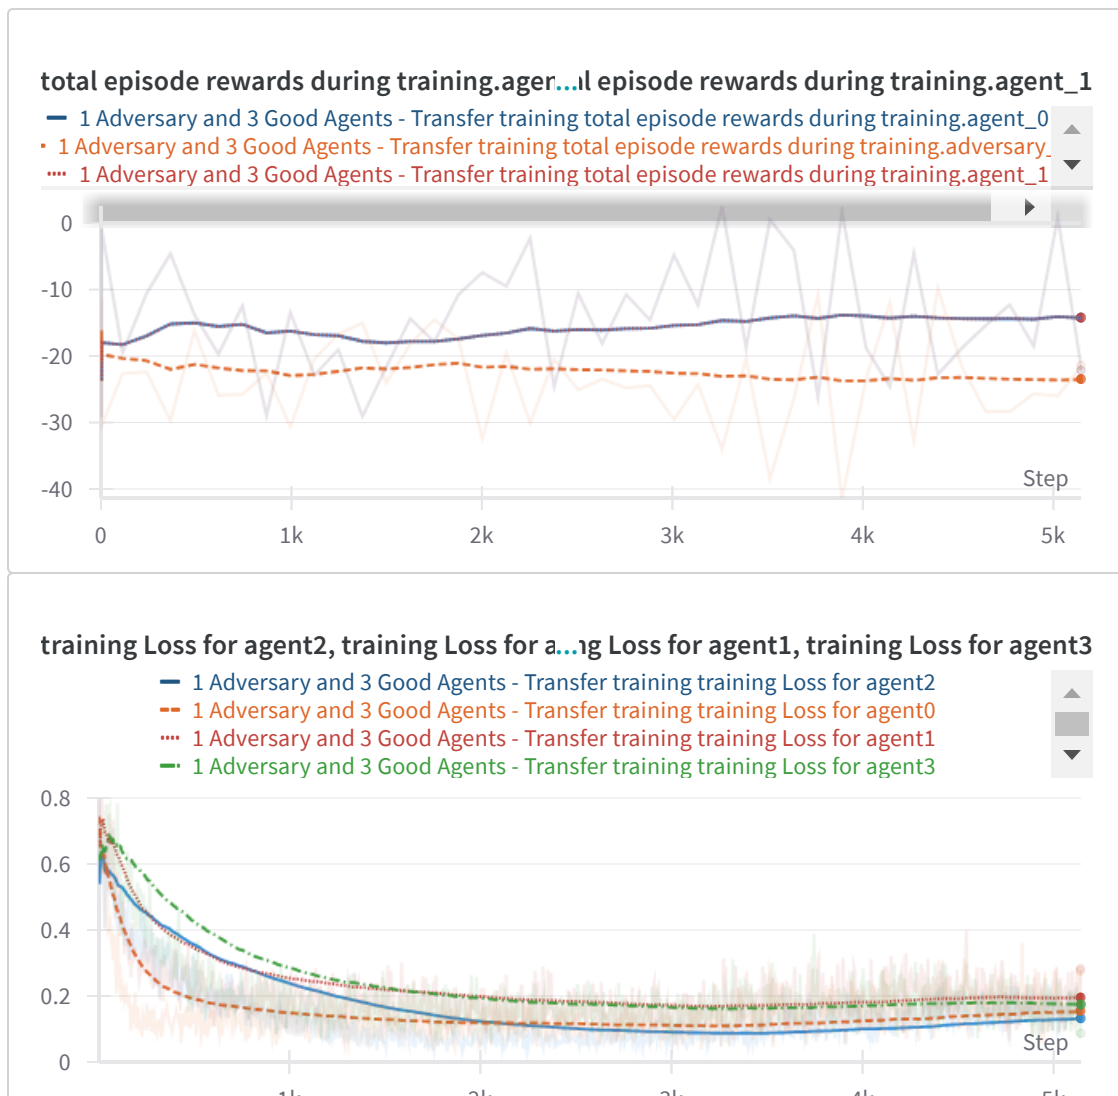 total episode rewards during training.ager...al episode rewards during training.agent_1
1 Adversary and 3 Good Agents - Transfer training total episode rewards during training.agent_0
1 Adversary and 3 Good Agents - Transfer training total episode rewards during training.adversary_
1 Adversary and 3 Good Agents - Transfer training total episode rewards during training.agent_1
0
-10
-20
-30
-40
Step
0 1k 2k 3k 4k 5k
training Loss for agent2, training Loss for a...ng Loss for agent1, training Loss for agent3
1 Adversary and 3 Good Agents - Transfer training training Loss for agent2
1 Adversary and 3 Good Agents - Transfer training training Loss for agent0
1 Adversary and 3 Good Agents - Transfer training training Loss for agent1
1 Adversary and 3 Good Agents - Transfer training training Loss for agent3
0.8
0.6
0.4
0.2
0
Step
1k 2k 3k 4k 5k